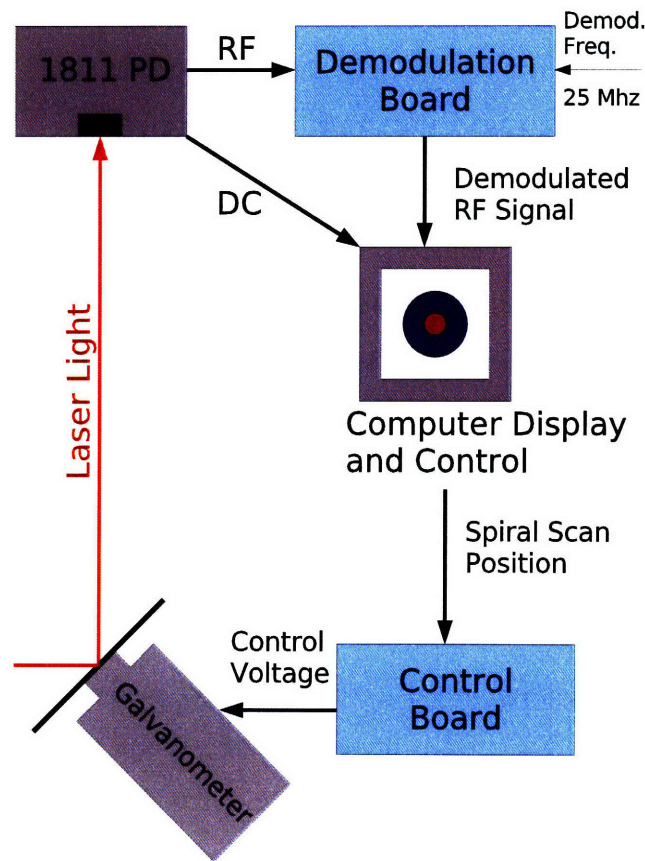 1811 PD
RF
Demodulation
Board
Demod.
Freq.
25 Mhz
DC
Demodulated
RF Signal
Laser Light
Computer Display
and Control
Spiral Scan
Position
Control
Voltage
Control
Board
Galvanometer